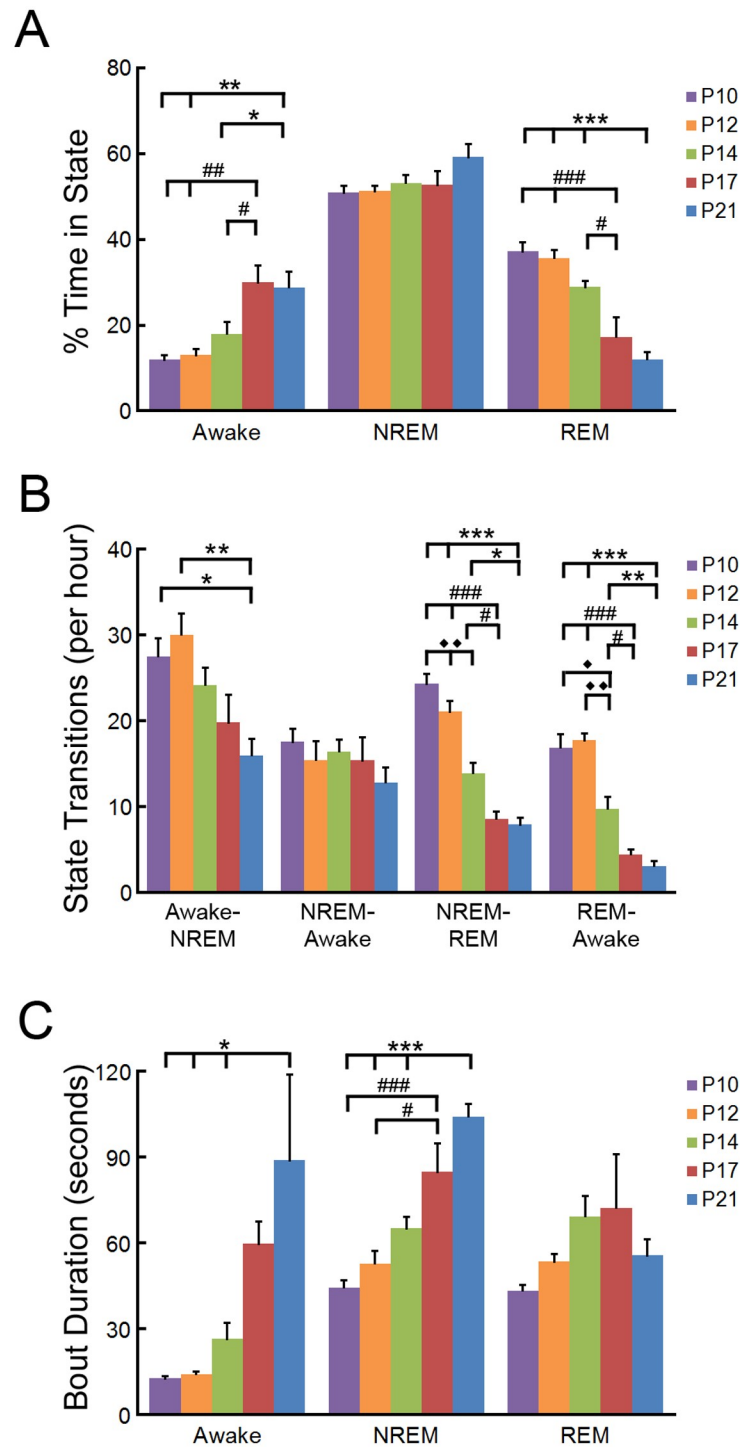 A
% Time in State
80
60
40
20
0
** 
*
##
#
***
###
#
Awake
NREM
REM
P10
P12
P14
P17
P21
B
State Transitions (per hour)
40
30
20
10
0
**
*
***
*
###
#
♦♦
***
**
###
#
♦
♦♦
Awake-
NREM
NREM-
Awake
NREM-
REM
REM-
Awake
P10
P12
P14
P17
P21
C
Bout Duration (seconds)
120
90
60
30
0
*
***
###
#
Awake
NREM
REM
P10
P12
P14
P17
P21